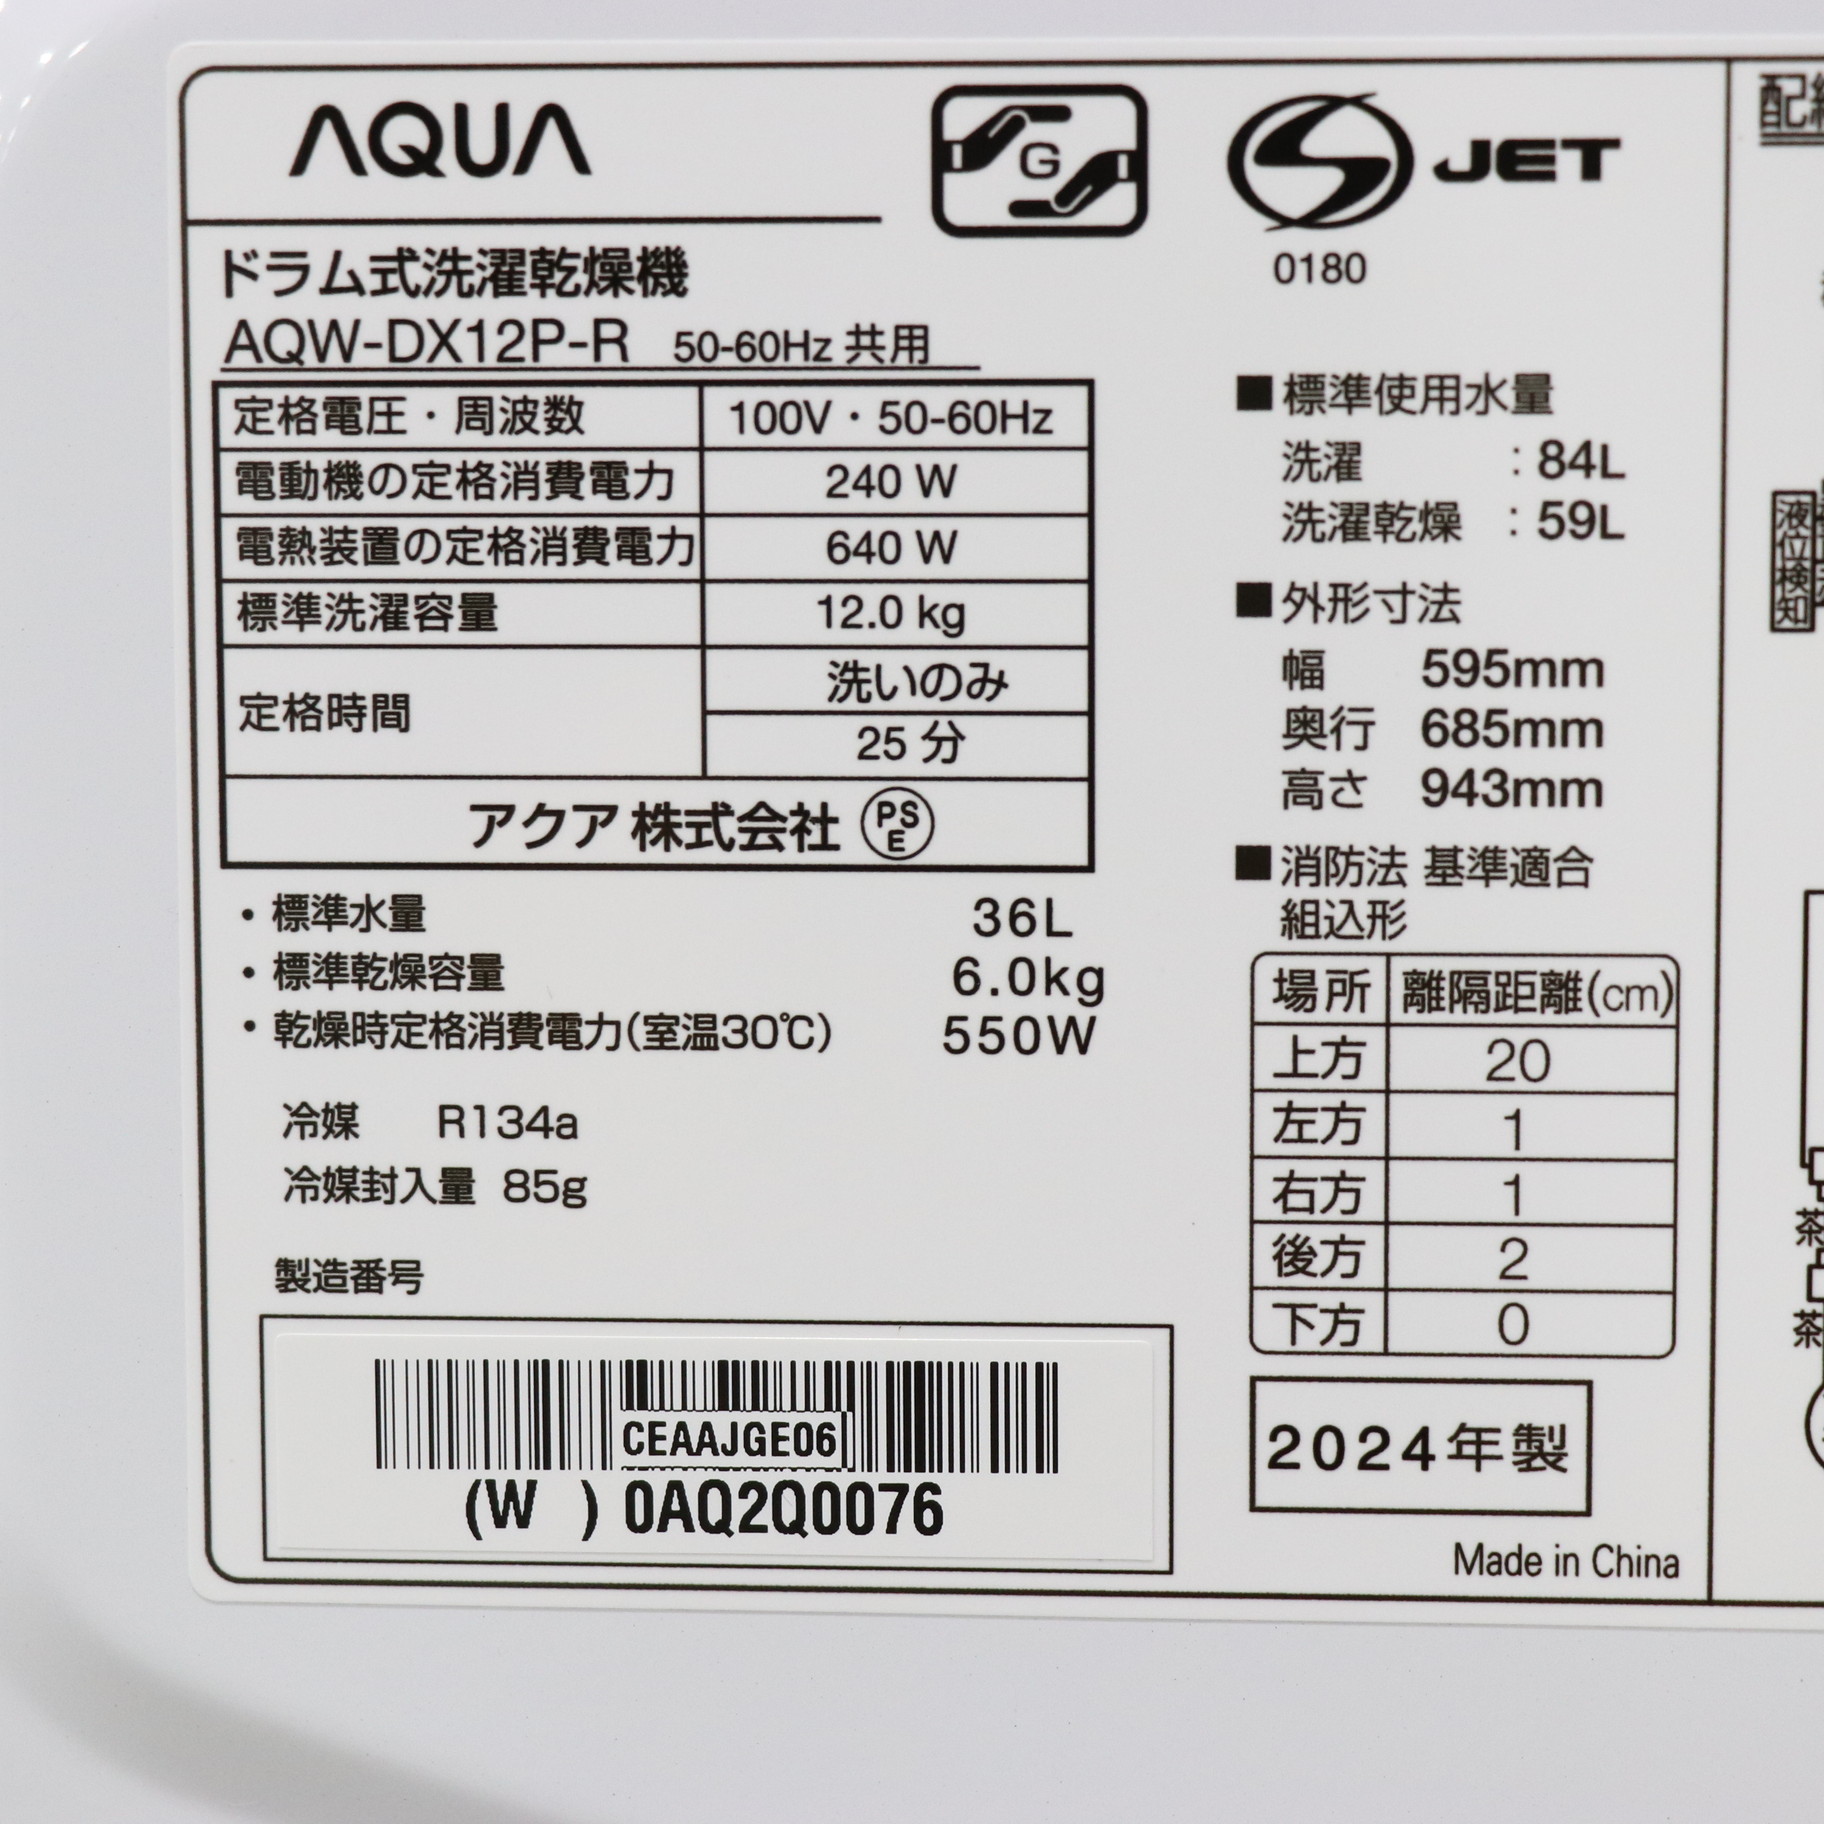 AQUA
G
JET
0180
ドラム式洗濯乾燥機
AQW-DX12P-R 50-60Hz 共用
定格電圧・周波数 100V・50-60Hz
電動機の定格消費電力 240 W
電熱装置の定格消費電力 640 W
標準洗濯容量 12.0 kg
定格時間 洗いのみ
25 分
アクア 株式会社 PSE
・標準水量 36L
・標準乾燥容量 6.0kg
・乾燥時定格消費電力(室温30℃) 550W
冷媒 R134a
冷媒封入量 85g
製造番号
CEAAJGE06
(W ) 0AQ2Q0076
■標準使用水量
洗濯 : 84L
洗濯乾燥 : 59L
■外形寸法
幅 595mm
奥行 685mm
高さ 943mm
■消防法 基準適合
組込形
場所 離隔距離(cm)
上方 20
左方 1
右方 1
後方 2
下方 0
2024年製
Made in China
配
液位検知
茶
茶